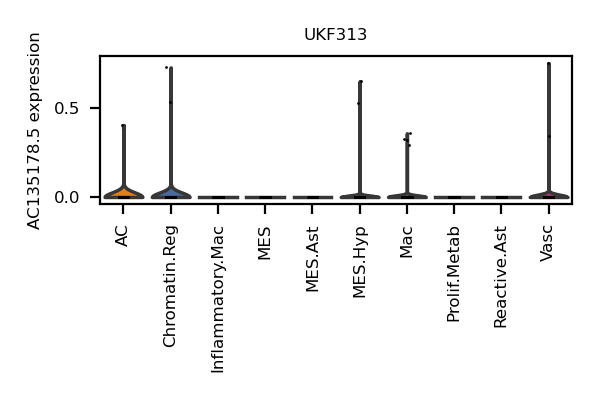 UKF313
AC135178.5 expression
0.5
0.0
AC
Chromatin.Reg
Inflammatory.Mac
MES
MES.Ast
MES.Hyp
Mac
Prolif.Metab
Reactive.Ast
Vasc